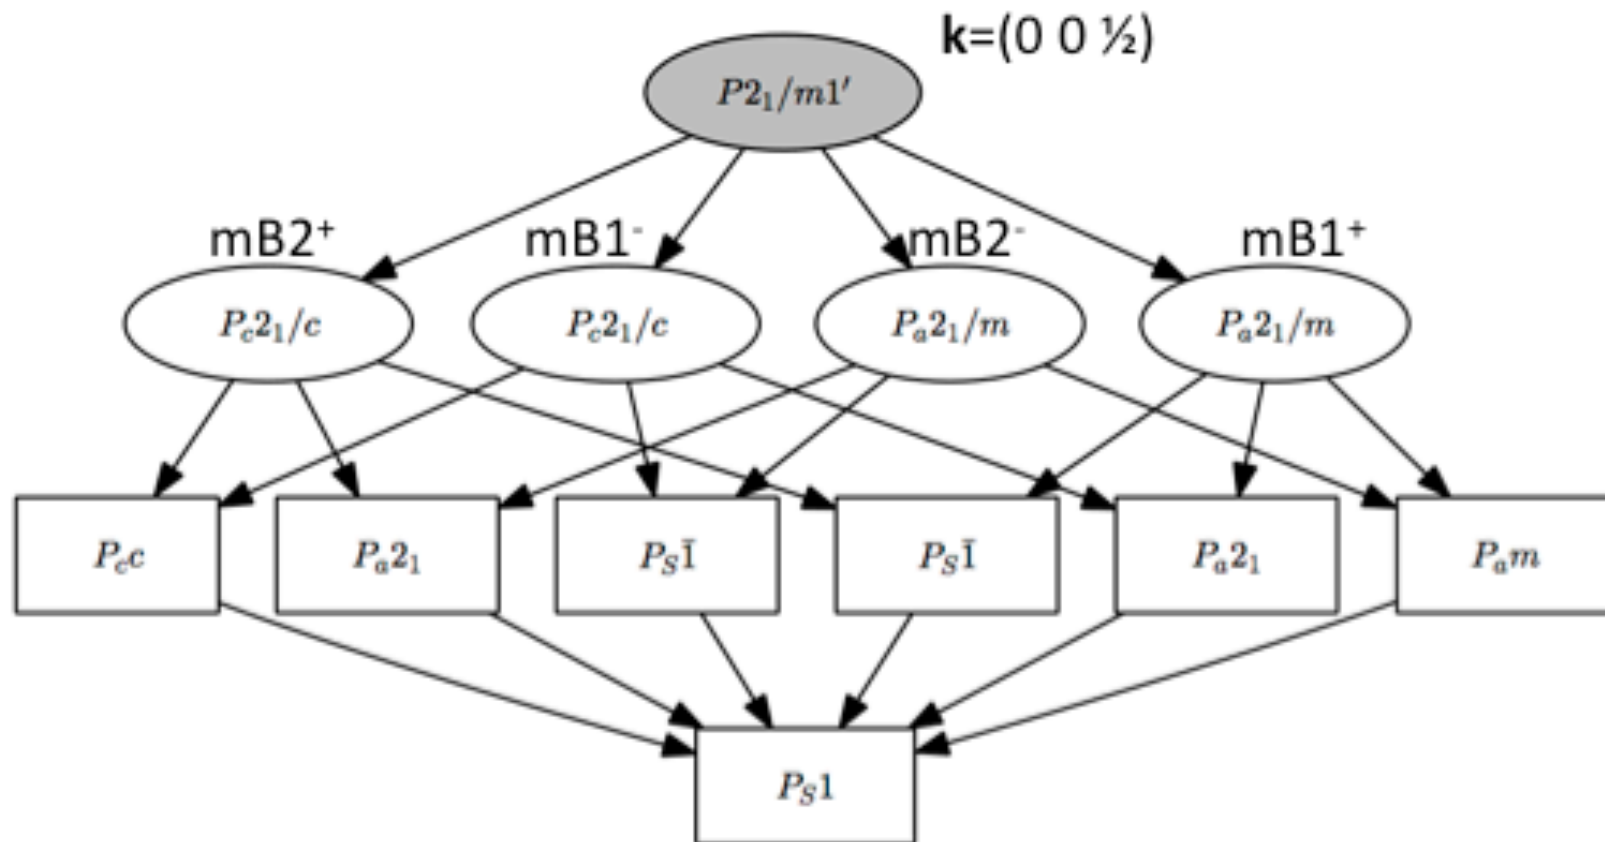 k=(0 0 ½)
P2₁/m1′
mB2⁺ mB1⁻ mB2⁻ mB1⁺
P_c2₁/c P_c2₁/c P_a2₁/m P_a2₁/m
P_cc P_a2₁ P_S1̄ P_S1̄ P_a2₁ P_am
P_S1